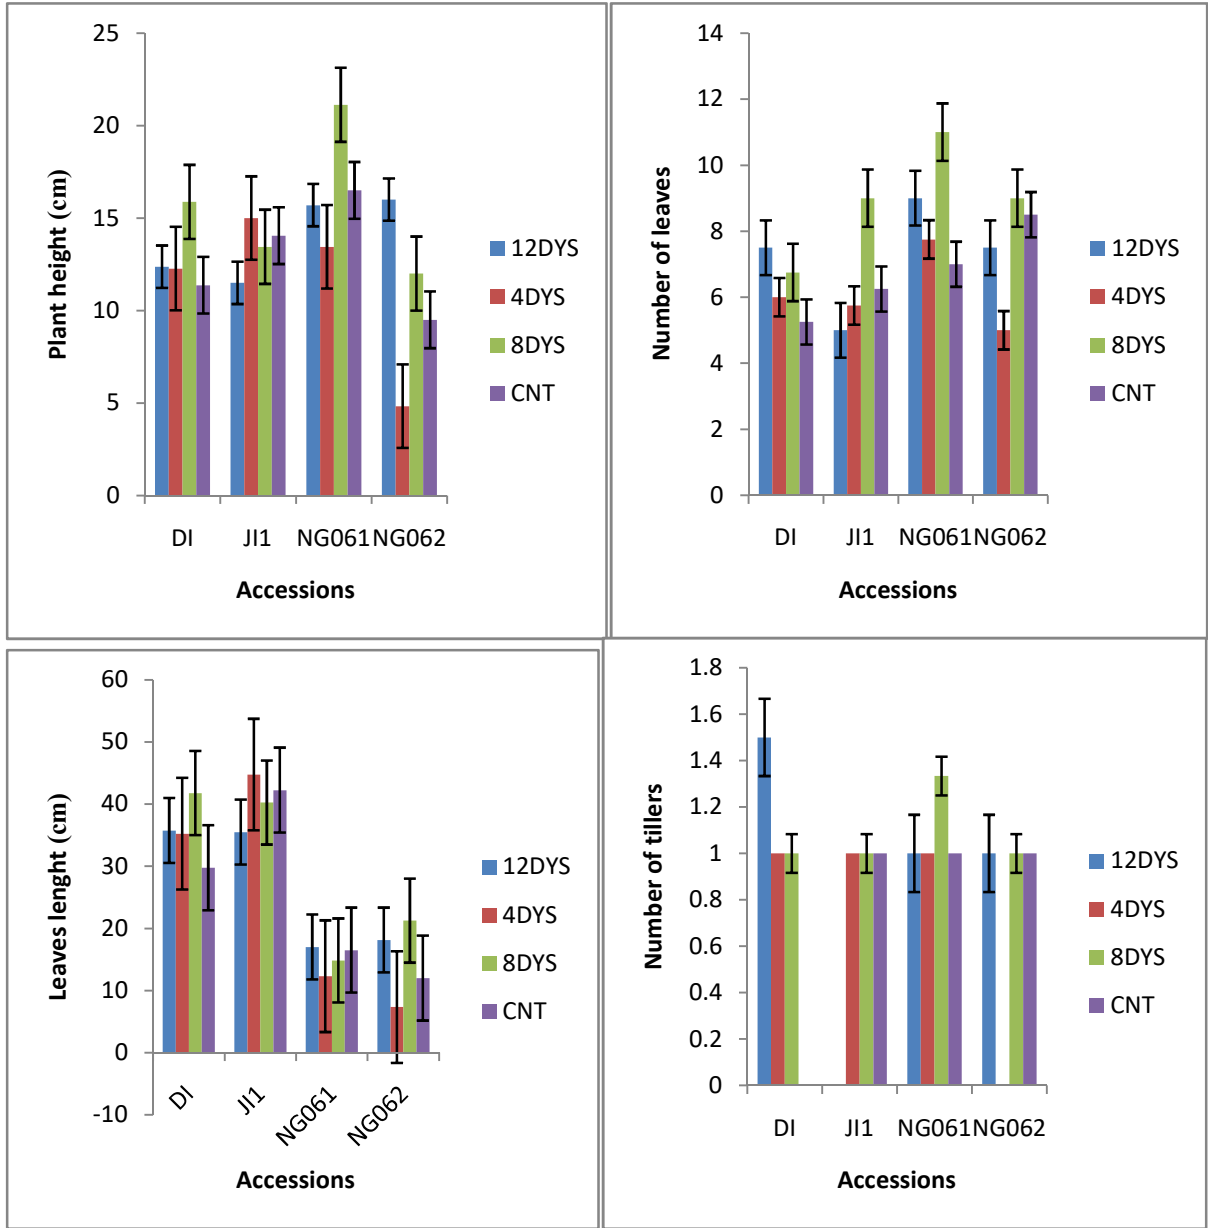 25
20
15
10
5
0
Plant height (cm)
DI JI1 NG061 NG062
Accessions
12DYS
4DYS
8DYS
CNT
14
12
10
8
6
4
2
0
Number of leaves
DI JI1 NG061 NG062
Accessions
12DYS
4DYS
8DYS
CNT
60
50
40
30
20
10
0
-10
Leaves lenght (cm)
DI JI1 NG061 NG062
Accessions
12DYS
4DYS
8DYS
CNT
1.8
1.6
1.4
1.2
1
0.8
0.6
0.4
0.2
0
Number of tillers
DI JI1 NG061 NG062
Accessions
12DYS
4DYS
8DYS
CNT